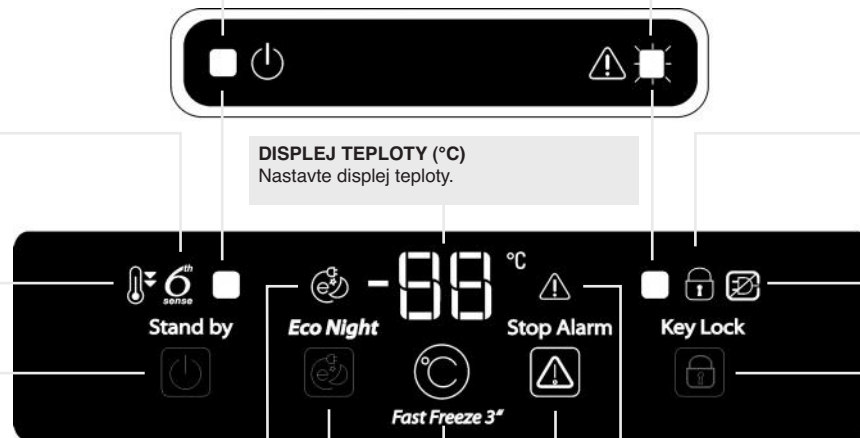 DISPLEJ TEPLOTY (°C)
Nastavte displej teploty.
6th sense
-88 °C
Stand by
Eco Night
Stop Alarm
Key Lock
e
e
°C
Fast Freeze 3”